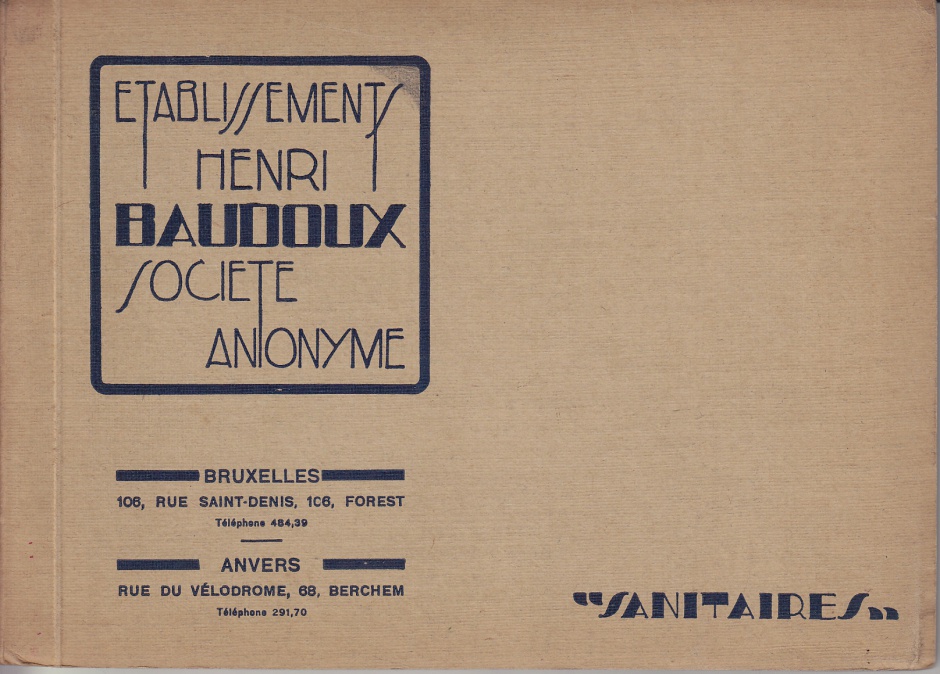 ETABLISSEMENTS
HENRI
BAUDOUX
SOCIETE
ANONYME
BRUXELLES
106, RUE SAINT-DENIS, 106, FOREST
Téléphone 484,39
ANVERS
RUE DU VÉLODROME, 68, BERCHEM
Téléphone 291,70
“SANITAIRES„